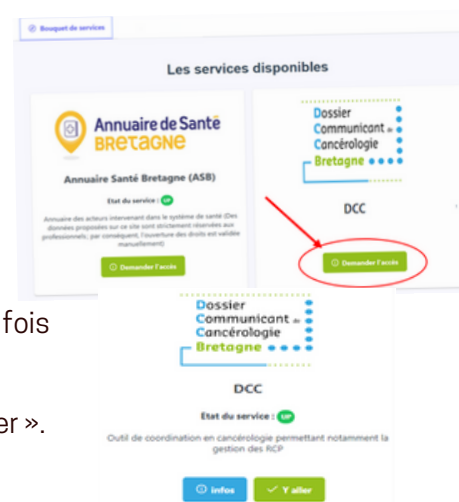 Bouquet de services
Les services disponibles
Annuaire de Santé
BRETAGNE
Annuaire Santé Bretagne (ASB)
Etat du service : UP
Annuaire des acteurs intervenant dans le système de santé (Des
données proposées sur ce site sont strictement réservées aux
professionnels; par conséquent, l'ouverture des droits est validée
manuellement)
Demander l'accès
Dossier
Communicant de
Cancérologie
Bretagne
DCC
Demander l'accès
fois
er ».
Dossier
Communicant de
Cancérologie
Bretagne
DCC
Etat du service : UP
Outil de coordination en cancérologie permettant notamment la
gestion des RCP
infos
Y aller